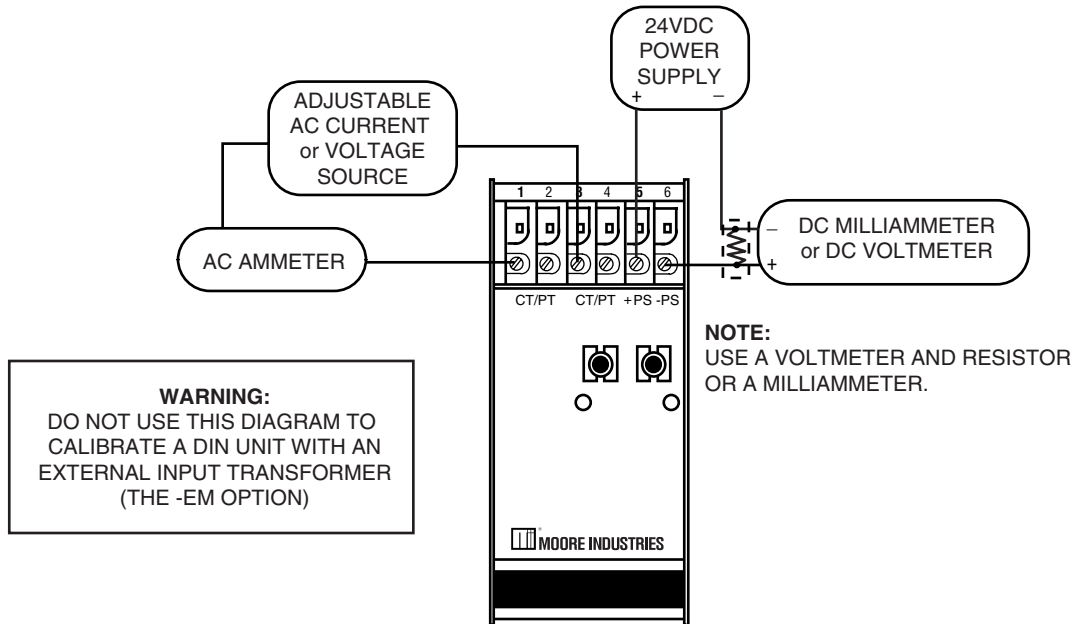 24VDC
POWER
SUPPLY
+ −
ADJUSTABLE
AC CURRENT
or VOLTAGE
SOURCE
1 2 3 4 5 6
DC MILLIAMMETER
or DC VOLTMETER
−
+
AC AMMETER
CT/PT CT/PT +PS -PS
NOTE:
USE A VOLTMETER AND RESISTOR
OR A MILLIAMMETER.
WARNING:
DO NOT USE THIS DIAGRAM TO
CALIBRATE A DIN UNIT WITH AN
EXTERNAL INPUT TRANSFORMER
(THE -EM OPTION)
MOORE INDUSTRIES